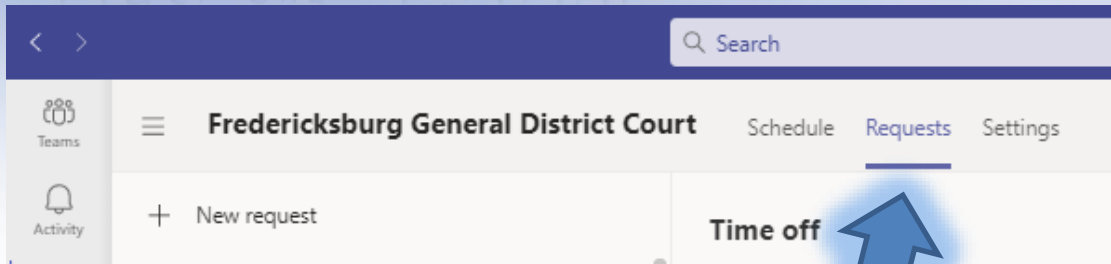 Search
Teams
Fredericksburg General District Court Schedule Requests Settings
Activity
New request
Time off